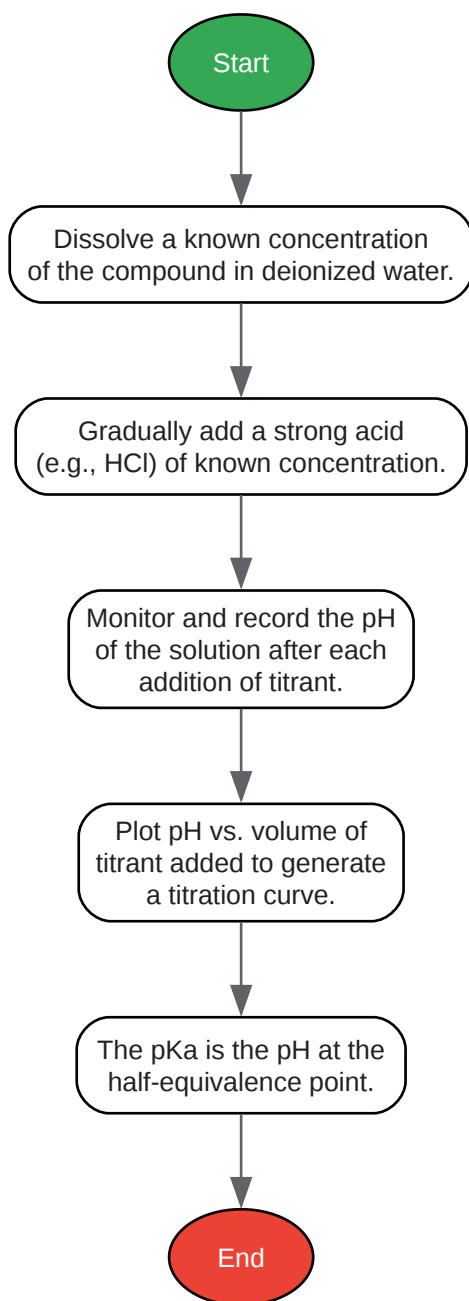 Start
Dissolve a known concentration
of the compound in deionized water.
Gradually add a strong acid
(e.g., HCl) of known concentration.
Monitor and record the pH
of the solution after each
addition of titrant.
Plot pH vs. volume of
titrant added to generate
a titration curve.
The pKa is the pH at the
half-equivalence point.
End